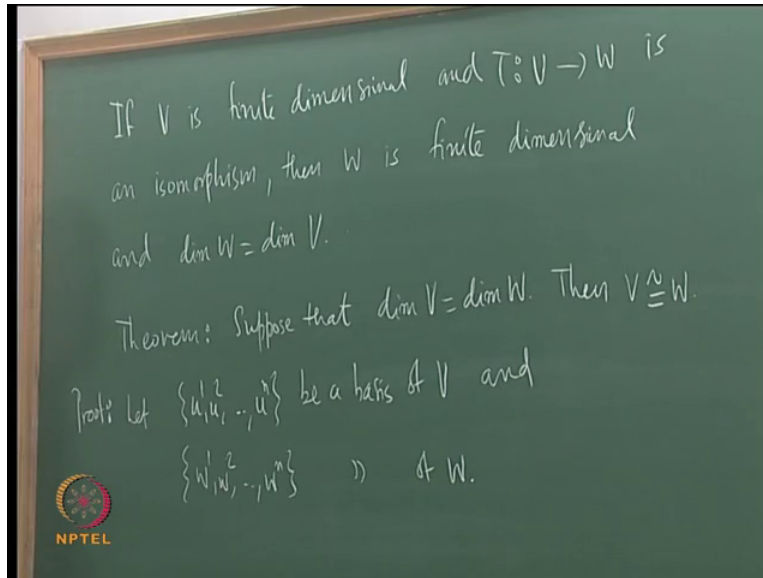 If V is finite dimensional and T: V → W is
an isomorphism, then W is finite dimensional
and dim W = dim V.
Theorem: Suppose that dim V = dim W. Then V ≅ W.
Proof: Let {u¹, u², .., uⁿ} be a basis of V and
{w¹, w², .., wⁿ} " of W.
NPTEL